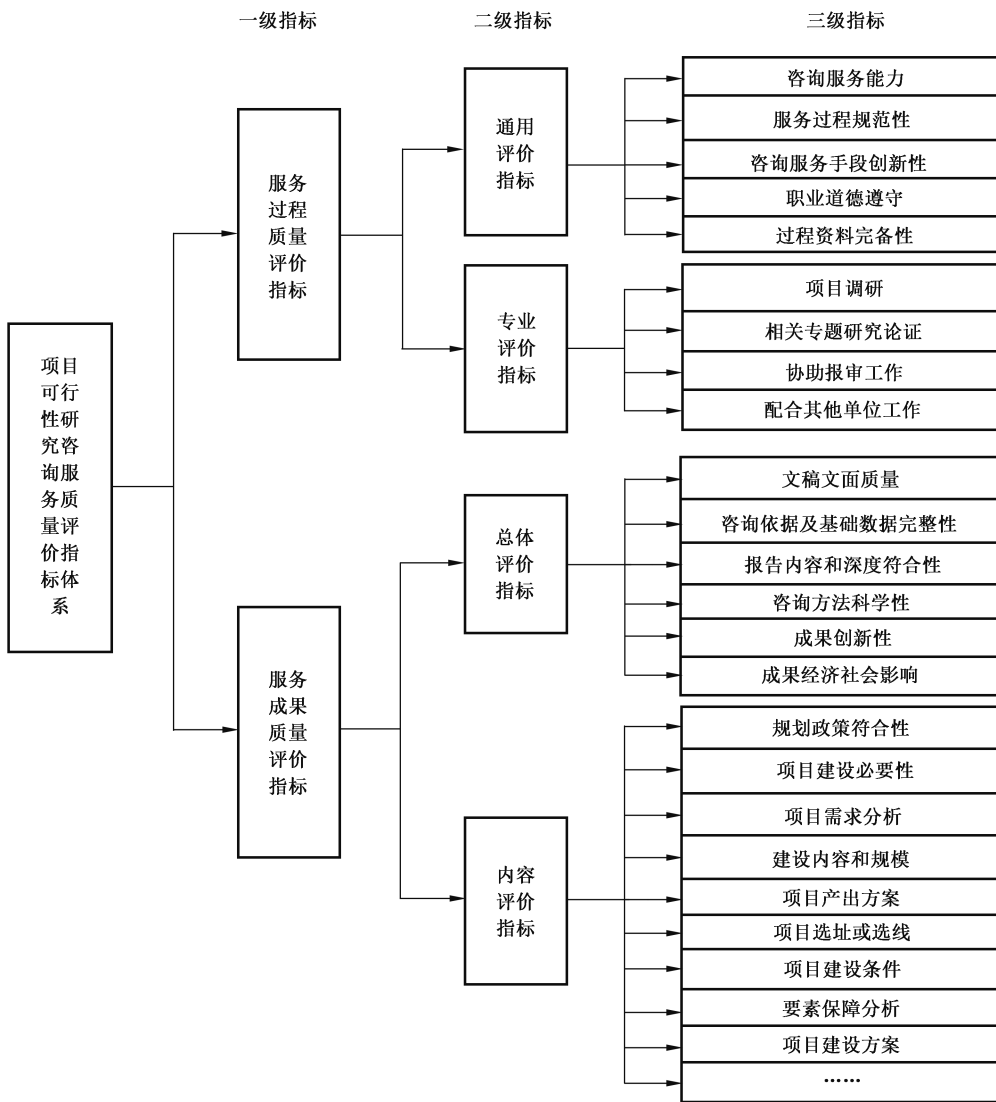 一级指标
二级指标
三级指标
项目
可行
性研
究咨
询服
务质
量评
价指
标体
系
服务
过程
质量
评价
指标
通用
评价
指标
咨询服务能力
服务过程规范性
咨询服务手段创新性
职业道德遵守
过程资料完备性
专业
评价
指标
项目调研
相关专题研究论证
协助报审工作
配合其他单位工作
服务
成果
质量
评价
指标
总体
评价
指标
文稿文面质量
咨询依据及基础数据完整性
报告内容和深度符合性
咨询方法科学性
成果创新性
成果经济社会影响
内容
评价
指标
规划政策符合性
项目建设必要性
项目需求分析
建设内容和规模
项目产出方案
项目选址或选线
项目建设条件
要素保障分析
项目建设方案
……